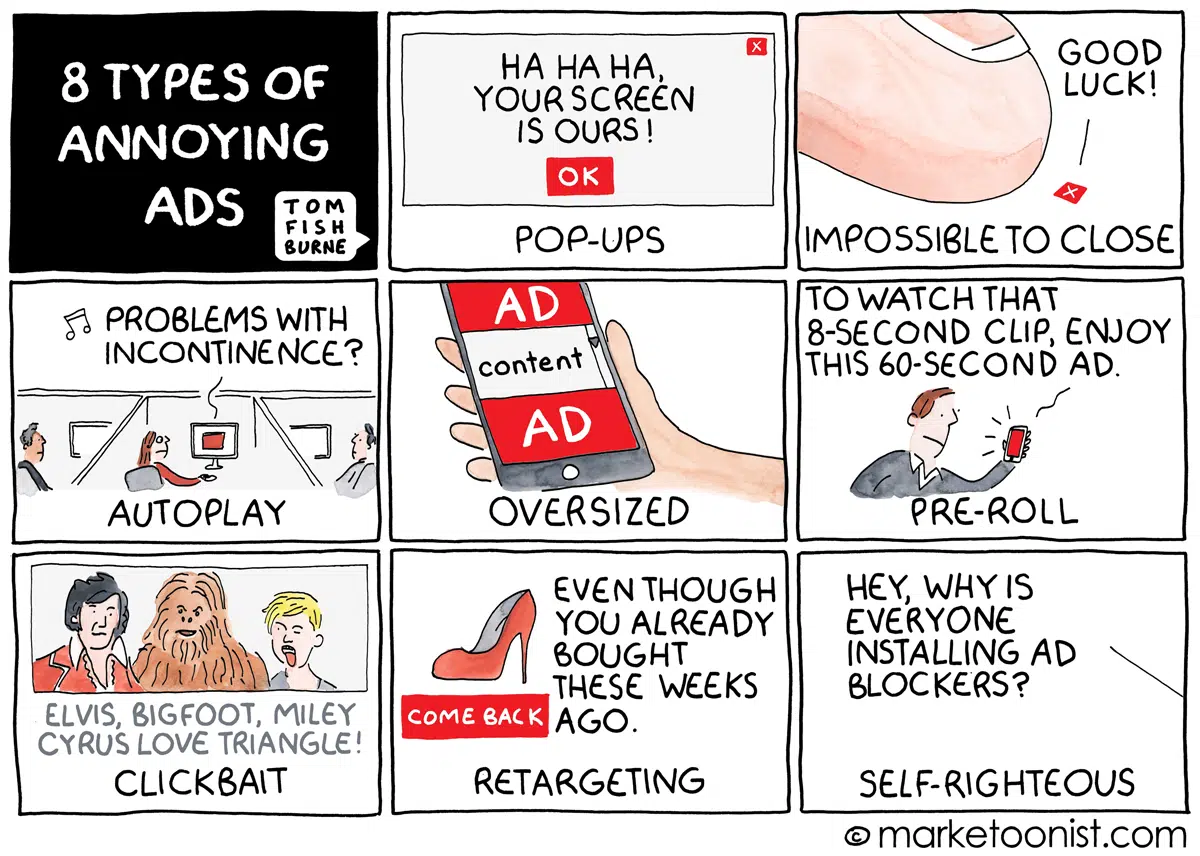 8 TYPES OF
ANNOYING
ADS
TOM
FISH
BURNE
X
HA HA HA,
YOUR SCREEN
IS OURS!
OK
POP-UPS
GOOD
LUCK!
X
IMPOSSIBLE TO CLOSE
PROBLEMS WITH
INCONTINENCE?
AUTOPLAY
AD
content
AD
OVERSIZED
TO WATCH THAT
8-SECOND CLIP, ENJOY
THIS 60-SECOND AD.
PRE-ROLL
ELVIS, BIGFOOT, MILEY
CYRUS LOVE TRIANGLE!
CLICKBAIT
EVEN THOUGH
YOU ALREADY
BOUGHT
THESE WEEKS
AGO.
COME BACK
RETARGETING
HEY, WHY IS
EVERYONE
INSTALLING AD
BLOCKERS?
SELF-RIGHTEOUS
© marketoonist.com